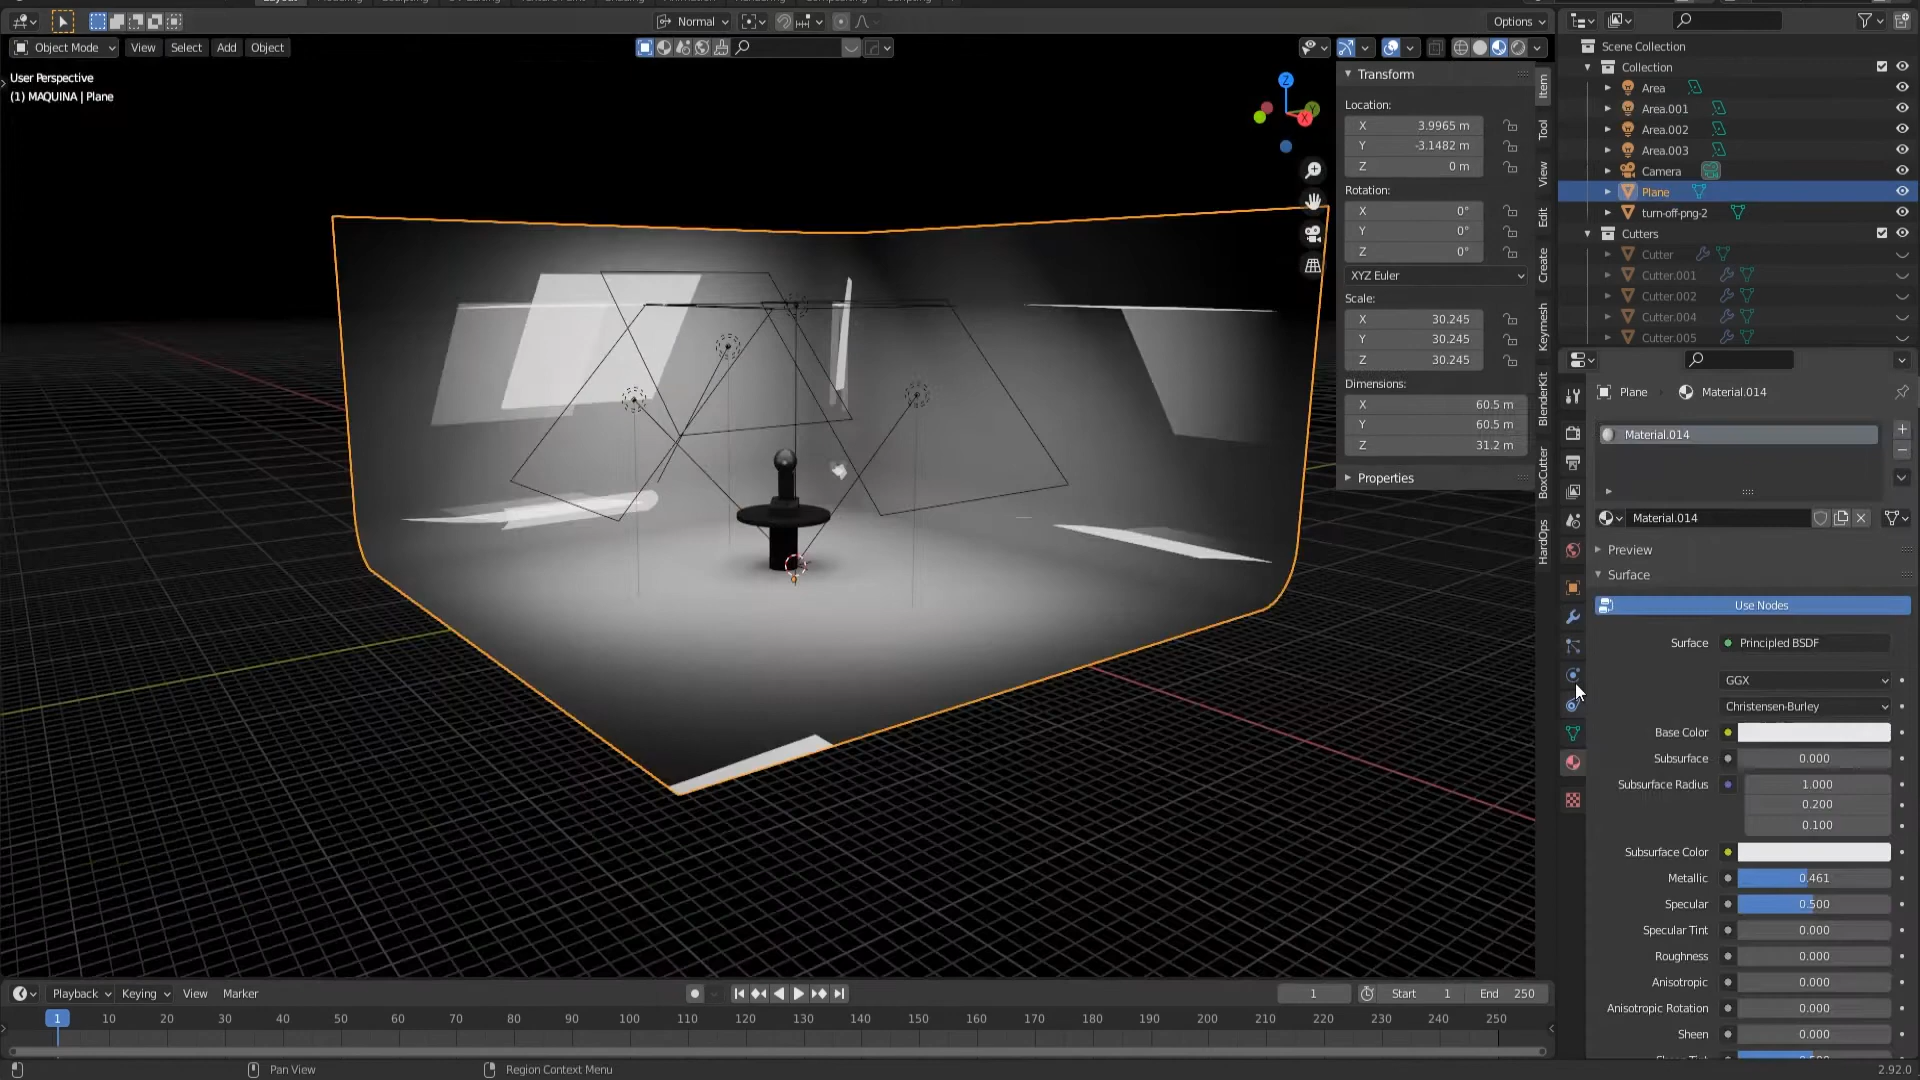 Normal
Options
Object Mode
View
Select
Add
Object
User Perspective
(1) MAQUINA | Plane
Z
Y
X
Transform
Location:
X 3.9965 m
Y -3.1482 m
Z 0 m
Rotation:
X 0°
Y 0°
Z 0°
XYZ Euler
Scale:
X 30.245
Y 30.245
Z 30.245
Dimensions:
X 60.5 m
Y 60.5 m
Z 31.2 m
Properties
Item
Tool
View
Edit
Create
Keymesh
BlenderKit
BoxCutter
HardOps
Scene Collection
Collection
Area
Area.001
Area.002
Area.003
Camera
Plane
turn-off-png-2
Cutters
Cutter
Cutter.001
Cutter.002
Cutter.004
Cutter.005
Plane
Material.014
Material.014
Material.014
Preview
Surface
Use Nodes
Surface Principled BSDF
GGX
Christensen-Burley
Base Color
Subsurface 0.000
Subsurface Radius 1.000
0.200
0.100
Subsurface Color
Metallic 0.461
Specular 0.500
Specular Tint 0.000
Roughness 0.000
Anisotropic 0.000
Anisotropic Rotation 0.000
Sheen 0.000
Playback
Keying
View
Marker
1
Start 1
End 250
1 10 20 30 40 50 60 70 80 90 100 110 120 130 140 150 160 170 180 190 200 210 220 230 240 250
Pan View
Region Context Menu
2.92.0